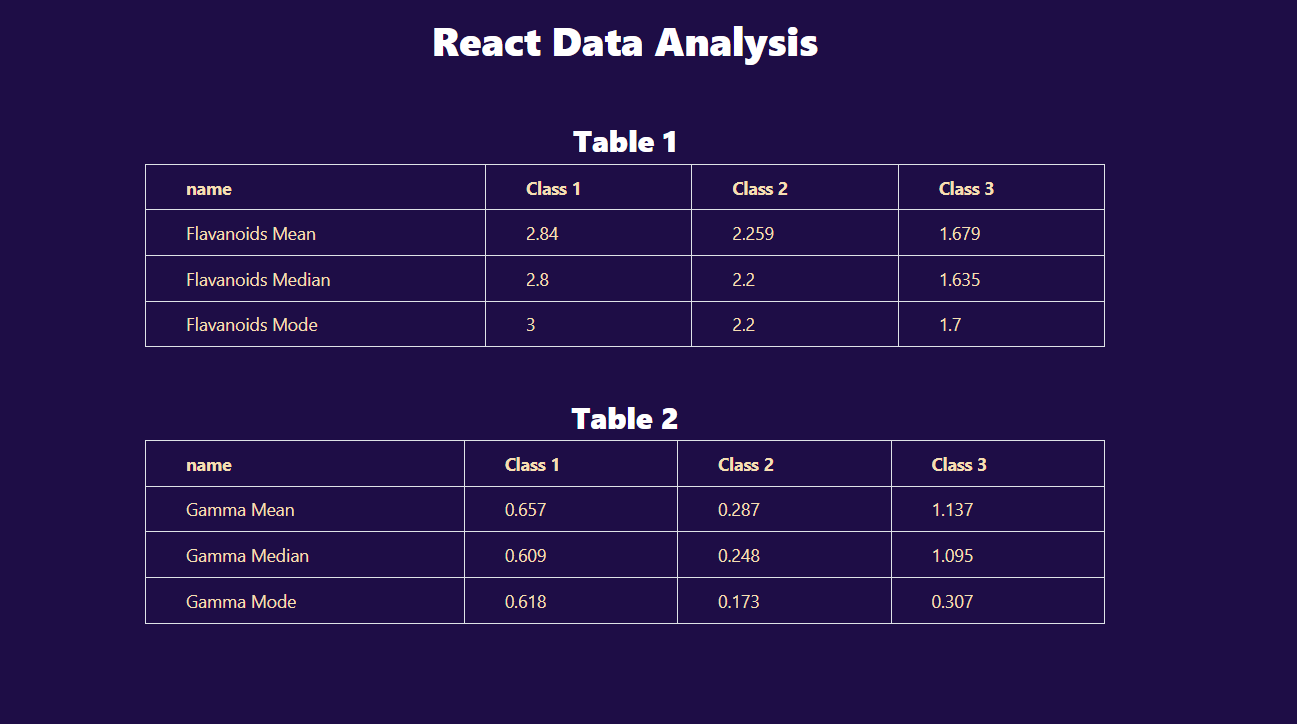 React Data Analysis
Table 1
name Class 1 Class 2 Class 3
Flavanoids Mean 2.84 2.259 1.679
Flavanoids Median 2.8 2.2 1.635
Flavanoids Mode 3 2.2 1.7
Table 2
name Class 1 Class 2 Class 3
Gamma Mean 0.657 0.287 1.137
Gamma Median 0.609 0.248 1.095
Gamma Mode 0.618 0.173 0.307